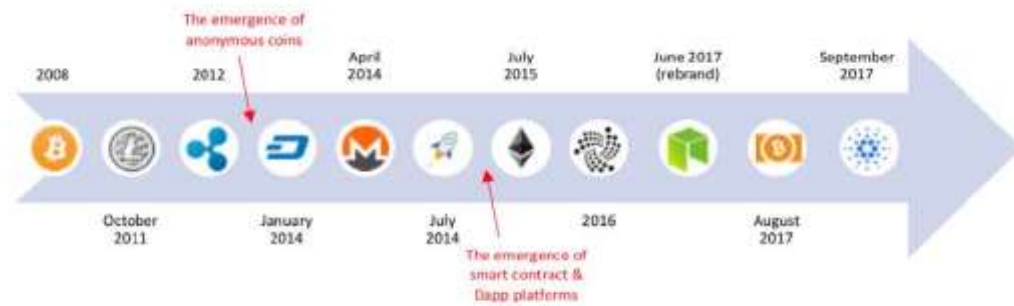 The emergence of
anonymous coins
2008
2012
April
2014
July
2015
June 2017
(rebrand)
September
2017
October
2011
January
2014
July
2014
2016
August
2017
The emergence of
smart contract &
Dapp platforms